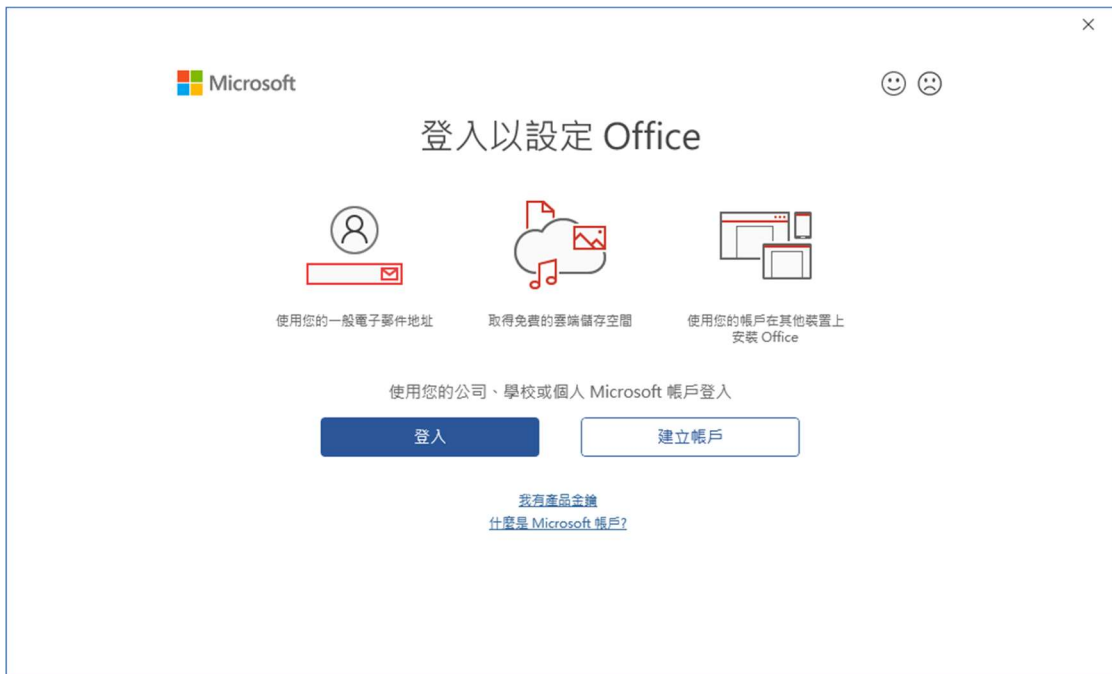 Microsoft
登入以設定 Office
使用您的一般電子郵件地址
取得免費的雲端儲存空間
使用您的帳戶在其他裝置上
安裝 Office
使用您的公司、學校或個人 Microsoft 帳戶登入
登入
建立帳戶
我有產品金鑰
什麼是 Microsoft 帳戶?